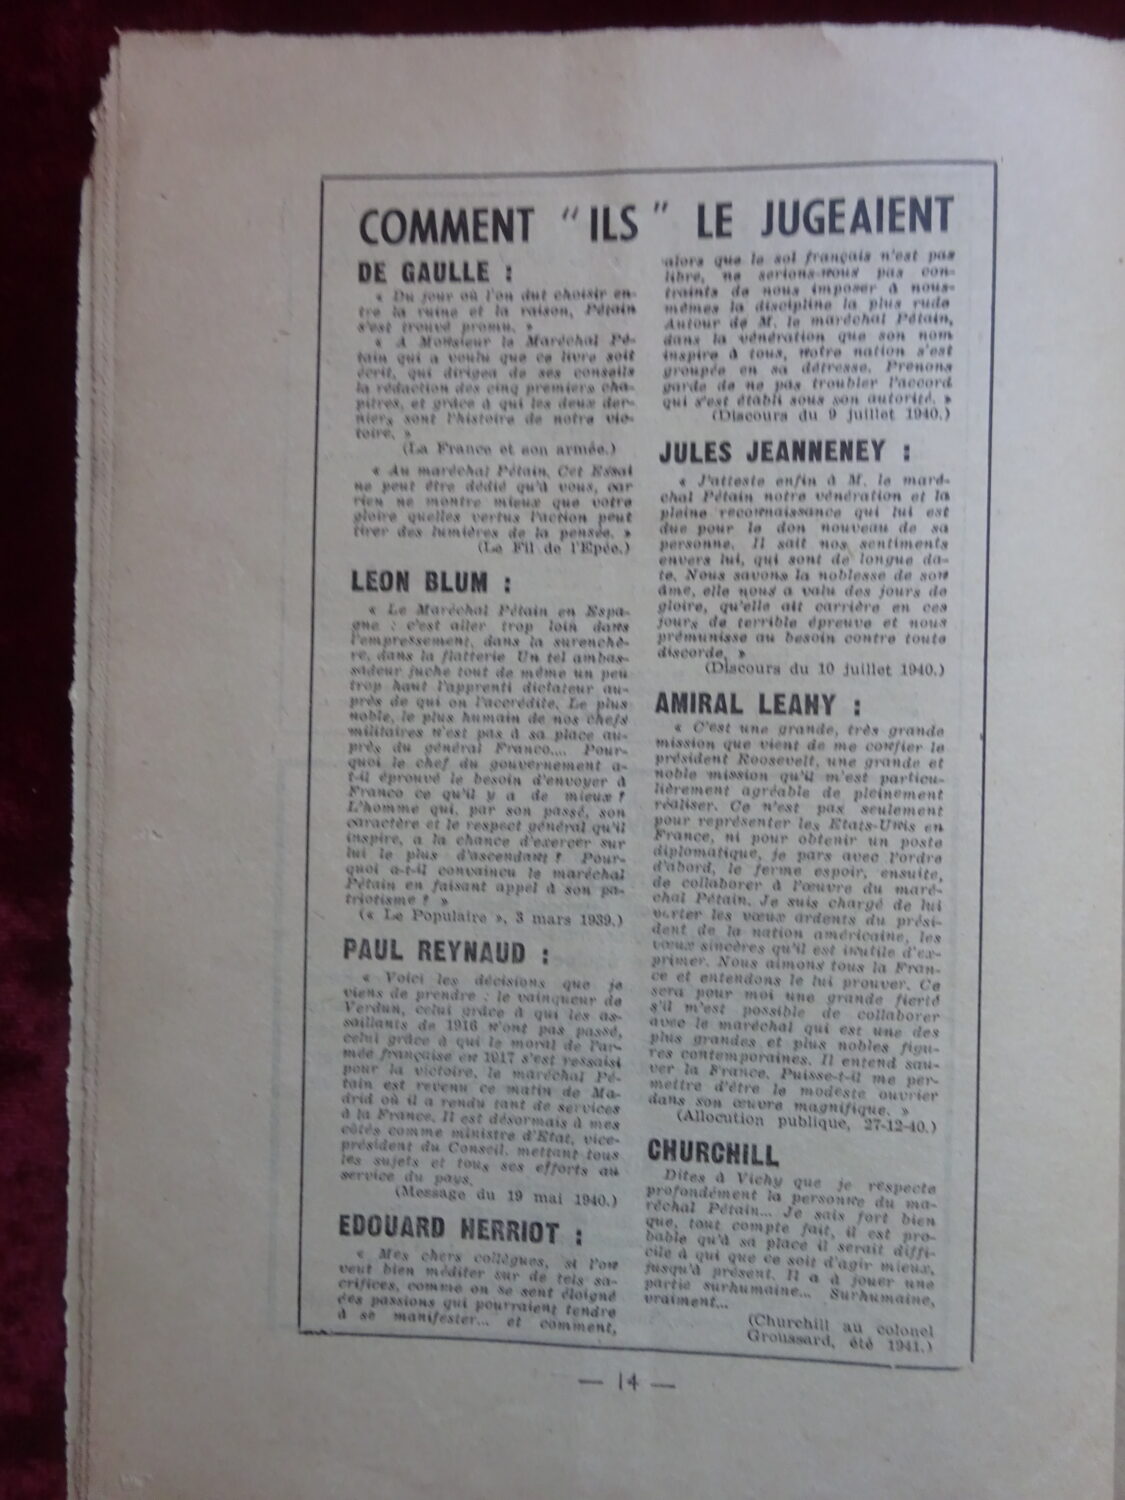 COMMENT "ILS" LE JUGEAIENT
DE GAULLE :
« Du jour où l'on dut choisir en-
tre la ruine et la raison, Pétain
s'est trouvé promu. »
« A Monsieur le Maréchal Pé-
tain qui a voulu que ce livre soit
écrit, qui dirigea de ses conseils
la rédaction des cinq premiers cha-
pitres, et grâce à qui les deux der-
niers sont l'histoire de notre vic-
toire. »
(La France et son armée.)
« Au maréchal Pétain. Cet Essai
ne peut être dédié qu'à vous, car
rien ne montre mieux que votre
gloire quelles vertus l'action peut
tirer des lumières de la pensée. »
(Le Fil de l'Epée.)
LEON BLUM :
« Le Maréchal Pétain en Espa-
gne : c'est aller trop loin dans
l'empressement, dans la surenchè-
re, dans la flatterie Un tel ambas-
sadeur juche tout de même un peu
trop haut l'apprenti dictateur au-
près de qui on l'accrédite. Le plus
noble, le plus humain de nos chefs
militaires n'est pas à sa place au-
près du général Franco.... Pour-
quoi le chef du gouvernement a-
t-il éprouvé le besoin d'envoyer à
Franco ce qu'il y a de mieux ?
L'homme qui, par son passé, son
caractère et le respect général qu'il
inspire, a la chance d'exercer sur
lui le plus d'ascendant ? Pour-
quoi a-t-il convaincu le maréchal
Pétain en faisant appel à son pa-
triotisme ? »
(« Le Populaire », 3 mars 1939.)
PAUL REYNAUD :
« Voici les décisions que je
viens de prendre : le vainqueur de
Verdun, celui grâce à qui les as-
saillants de 1916 n'ont pas passé,
celui grâce à qui le moral de l'ar-
mée française en 1917 s'est ressaisi
pour la victoire, le maréchal Pé-
tain est revenu ce matin de Ma-
drid où il a rendu tant de services
à la France. Il est désormais à mes
côtés comme ministre d'Etat, vice-
président du Conseil, mettant tous
les sujets et tous ses efforts au
service du pays.
(Message du 19 mai 1940.)
EDOUARD HERRIOT :
« Mes chers collègues, si l'on
veut bien méditer sur de tels sa-
crifices, comme on se sent éloigné
des passions qui pourraient tendre
à se manifester... et comment,
alors que le sol français n'est pas
libre, ne serions-nous pas con-
traints de nous imposer à nous-
mêmes la discipline la plus rude
Autour de M. le maréchal Pétain,
dans la vénération que son nom
inspire à tous, notre nation s'est
groupée en sa détresse. Prenons
garde de ne pas troubler l'accord
qui s'est établi sous son autorité. »
(Discours du 9 juillet 1940.)
JULES JEANNENEY :
« J'atteste enfin à M. le maré-
chal Pétain notre vénération et la
pleine reconnaissance qui lui est
due pour le don nouveau de sa
personne. Il sait nos sentiments
envers lui, qui sont de longue da-
te. Nous savons la noblesse de son
âme, elle nous a valu des jours de
gloire, qu'elle ait carrière en ces
jours de terrible épreuve et nous
prémunisse au besoin contre toute
discorde. »
(Discours du 10 juillet 1940.)
AMIRAL LEAHY :
« C'est une grande, très grande
mission que vient de me confier le
président Roosevelt, une grande et
noble mission qu'il m'est particu-
lièrement agréable de pleinement
réaliser. Ce n'est pas seulement
pour représenter les Etats-Unis en
France, ni pour obtenir un poste
diplomatique, je pars avec l'ordre
d'abord, le ferme espoir, ensuite,
de collaborer à l'œuvre du maré-
chal Pétain. Je suis chargé de lui
porter les vœux ardents du prési-
dent de la nation américaine, les
vœux sincères qu'il est inutile d'ex-
primer. Nous aimons tous la Fran-
ce et entendons le lui prouver. Ce
sera pour moi une grande fierté
s'il m'est possible de collaborer
avec le maréchal qui est une des
plus grandes et plus nobles figu-
res contemporaines. Il entend sau-
ver la France. Puisse-t-il me per-
mettre d'être le modeste ouvrier
dans son œuvre magnifique. »
(Allocution publique, 27-12-40.)
CHURCHILL
Dites à Vichy que je respecte
profondément la personne du ma-
réchal Pétain... Je sais fort bien
que, tout compte fait, il est pro-
bable qu'à sa place il serait diffi-
cile à qui que ce soit d'agir mieux,
jusqu'à présent. Il a à jouer une
partie surhumaine... Surhumaine,
vraiment...
(Churchill au colonel
Groussard, été 1941.)
— 14 —